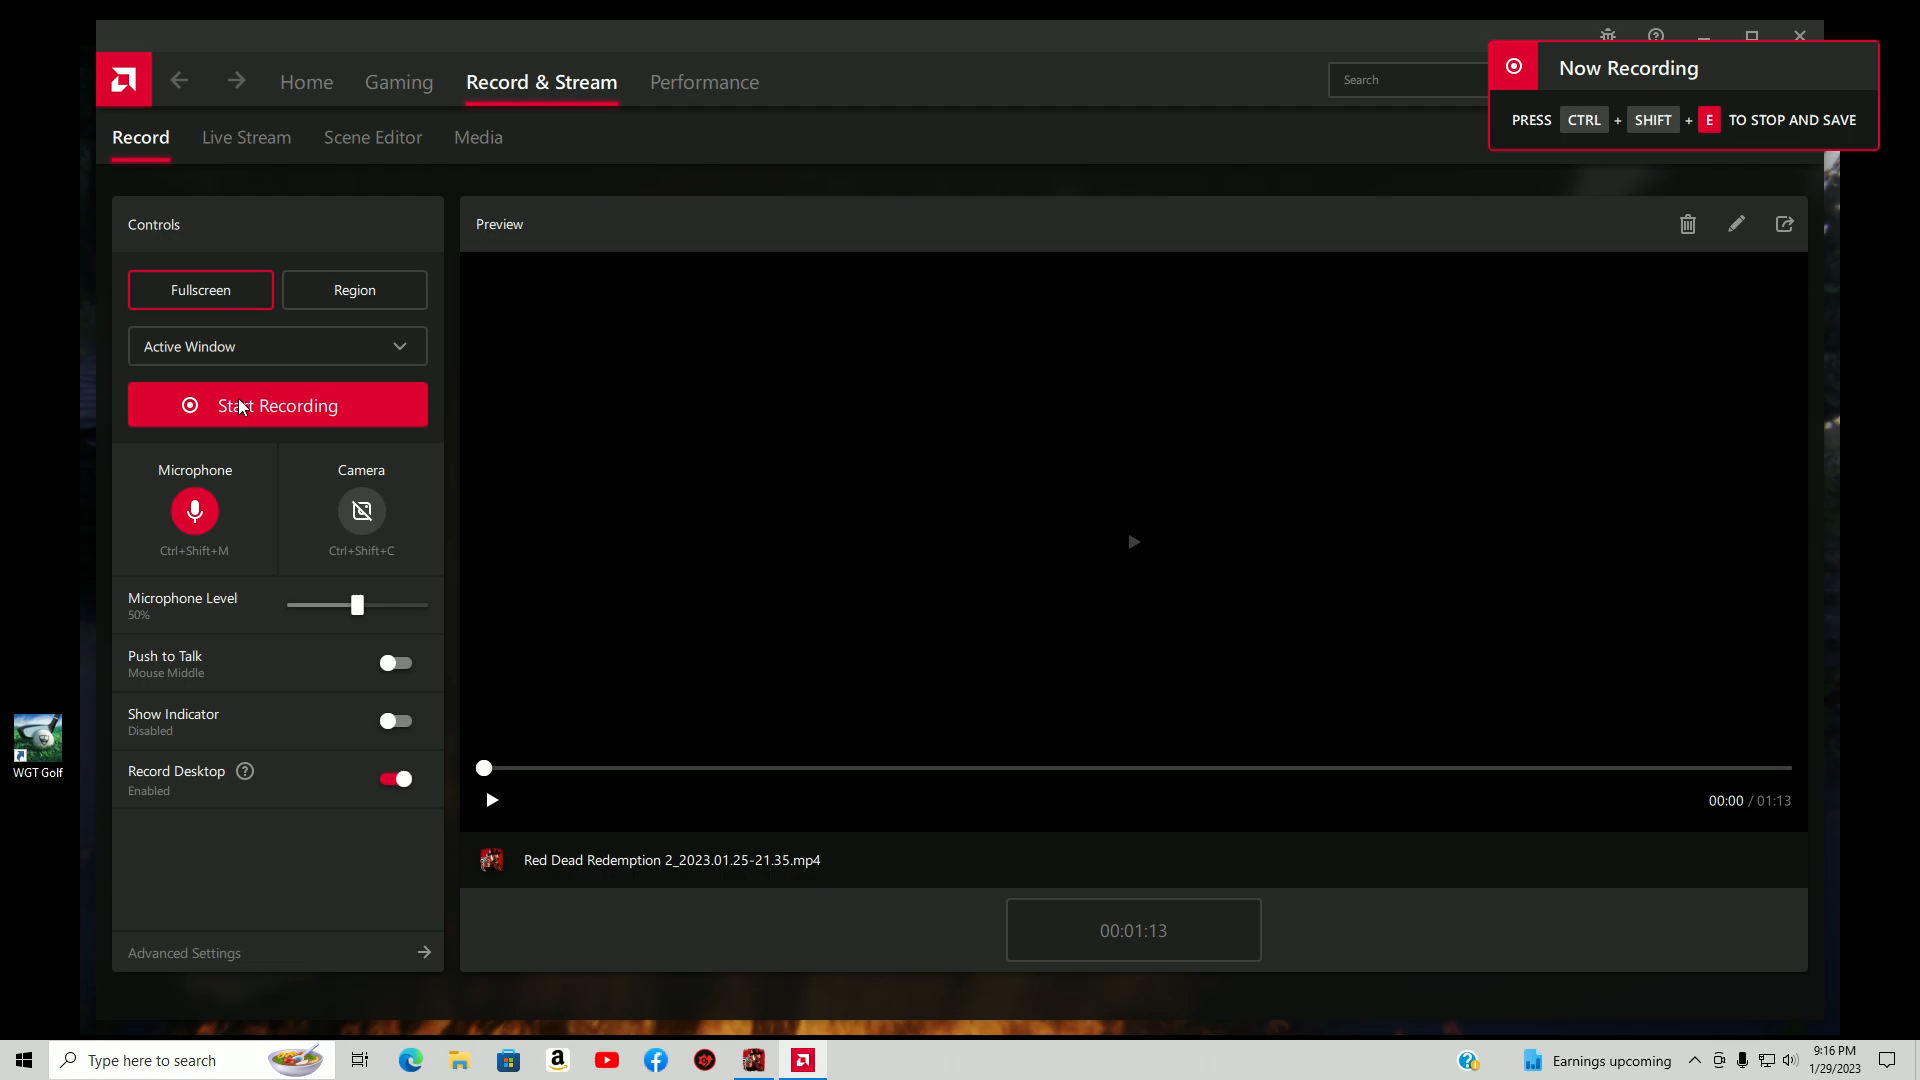 Home Gaming Record & Stream Performance
Search
Now Recording
PRESS CTRL + SHIFT + E TO STOP AND SAVE
Record Live Stream Scene Editor Media
Controls
Preview
Fullscreen Region
Active Window
Start Recording
Microphone Camera
Ctrl+Shift+M Ctrl+Shift+C
Microphone Level
50%
Push to Talk
Mouse Middle
Show Indicator
Disabled
Record Desktop
Enabled
Advanced Settings
00:00 / 01:13
Red Dead Redemption 2_2023.01.25-21.35.mp4
00:01:13
WGT Golf
Type here to search
Earnings upcoming
9:16 PM
1/29/2023